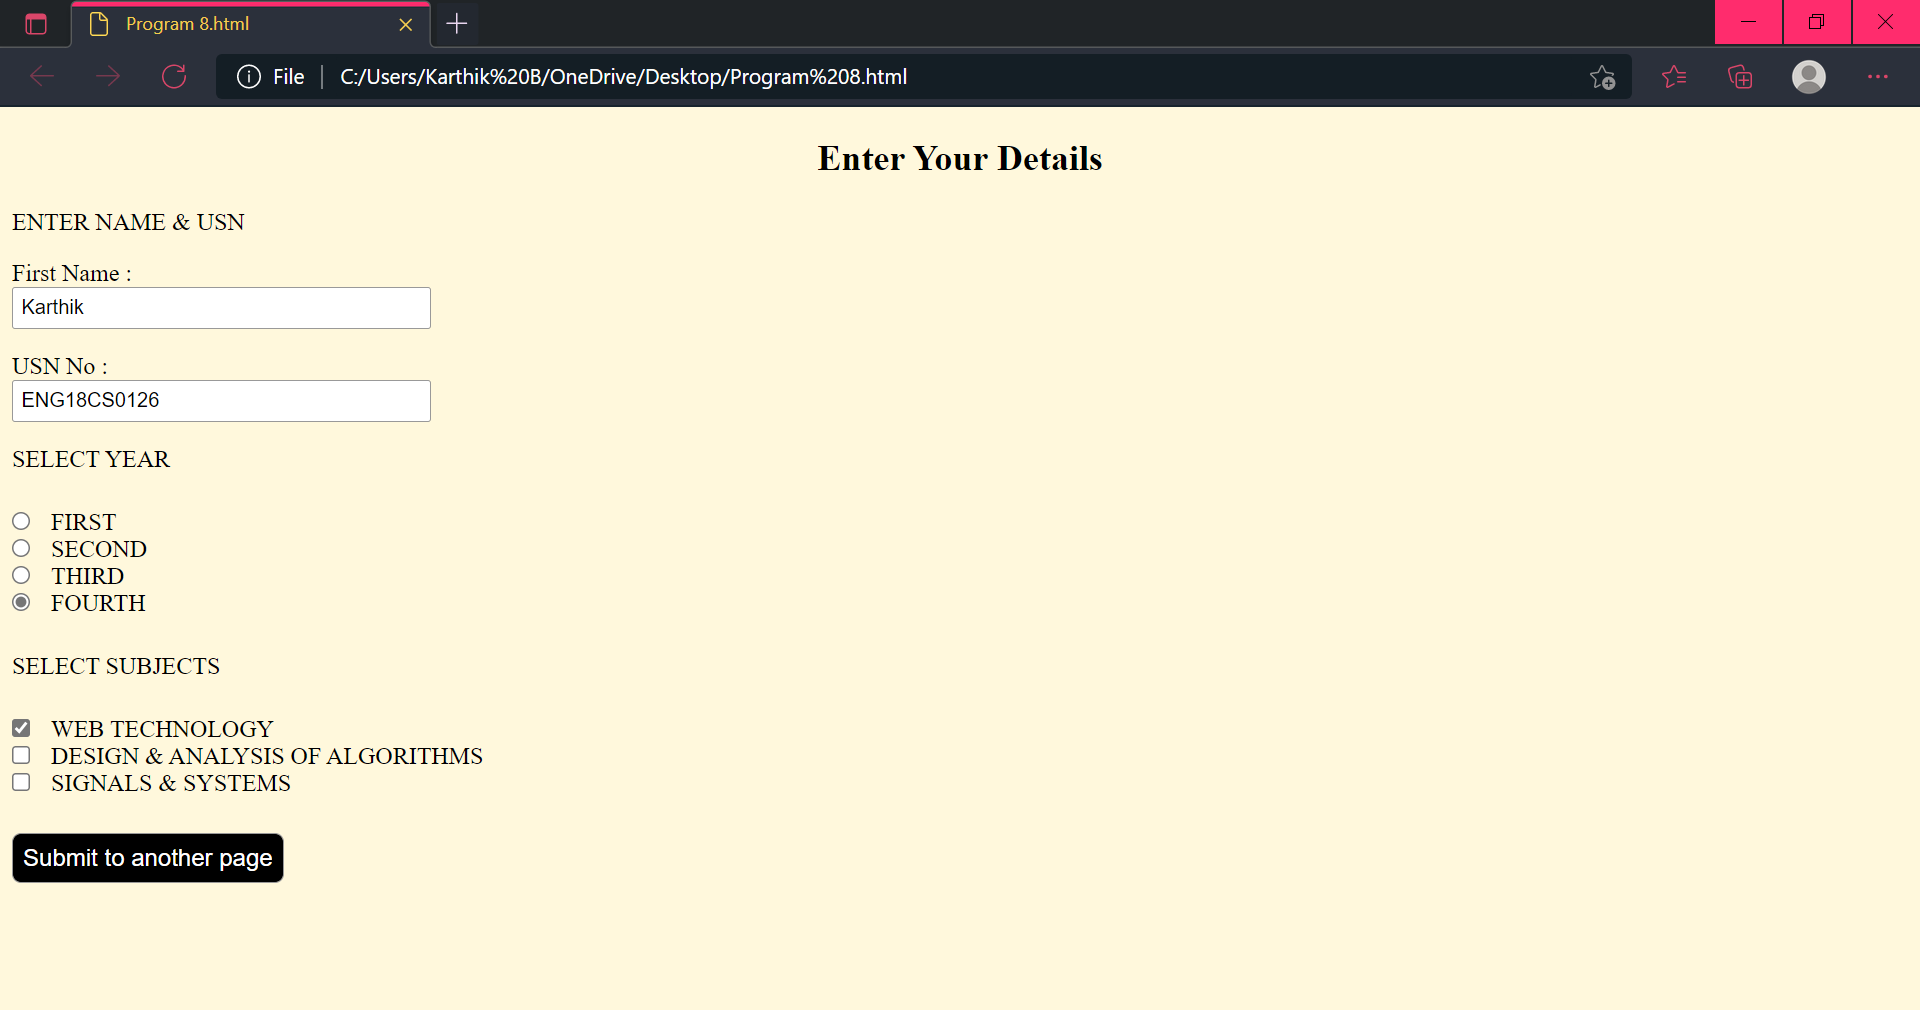 Program 8.html
File C:/Users/Karthik%20B/OneDrive/Desktop/Program%208.html
Enter Your Details
ENTER NAME & USN
First Name :
Karthik
USN No :
ENG18CS0126
SELECT YEAR
FIRST
SECOND
THIRD
FOURTH
SELECT SUBJECTS
WEB TECHNOLOGY
DESIGN & ANALYSIS OF ALGORITHMS
SIGNALS & SYSTEMS
Submit to another page